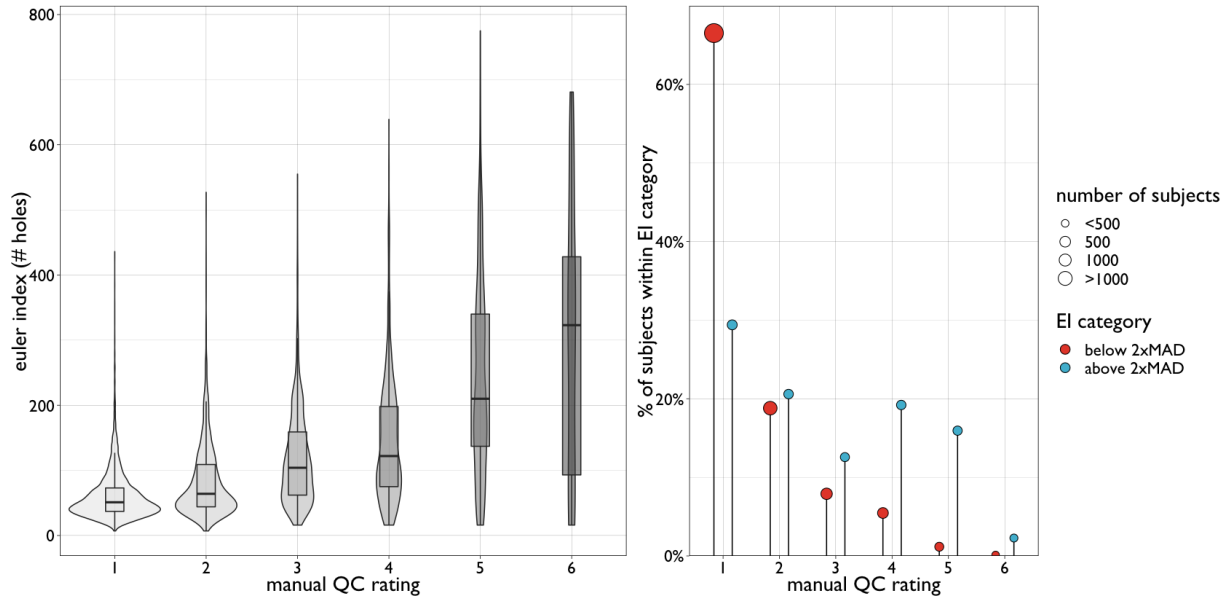 800
600
400
200
0
euler index (# holes)
1 2 3 4 5 6
manual QC rating
60%
40%
20%
0%
% of subjects within EI category
1 2 3 4 5 6
manual QC rating
number of subjects
<500
500
1000
>1000
EI category
below 2xMAD
above 2xMAD